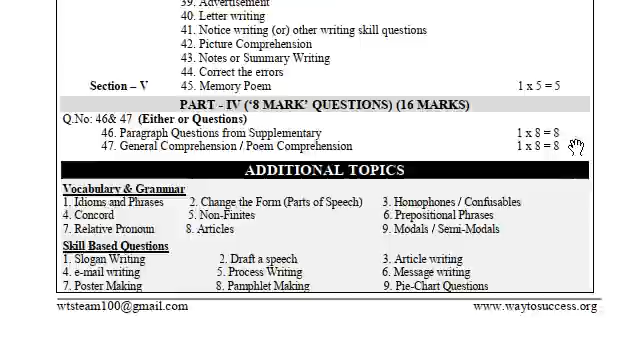 39. Advertisement
40. Letter writing
41. Notice writing (or) other writing skill questions
42. Picture Comprehension
43. Notes or Summary Writing
44. Correct the errors
Section – V 45. Memory Poem 1 x 5 = 5
PART - IV ('8 MARK' QUESTIONS) (16 MARKS)
Q.No: 46& 47 (Either or Questions)
46. Paragraph Questions from Supplementary 1 x 8 = 8
47. General Comprehension / Poem Comprehension 1 x 8 = 8
ADDITIONAL TOPICS
Vocabulary & Grammar
1. Idioms and Phrases 2. Change the Form (Parts of Speech) 3. Homophones / Confusables
4. Concord 5. Non-Finites 6. Prepositional Phrases
7. Relative Pronoun 8. Articles 9. Modals / Semi-Modals
Skill Based Questions
1. Slogan Writing 2. Draft a speech 3. Article writing
4. e-mail writing 5. Process Writing 6. Message writing
7. Poster Making 8. Pamphlet Making 9. Pie-Chart Questions
wtsteam100@gmail.com www.waytosuccess.org